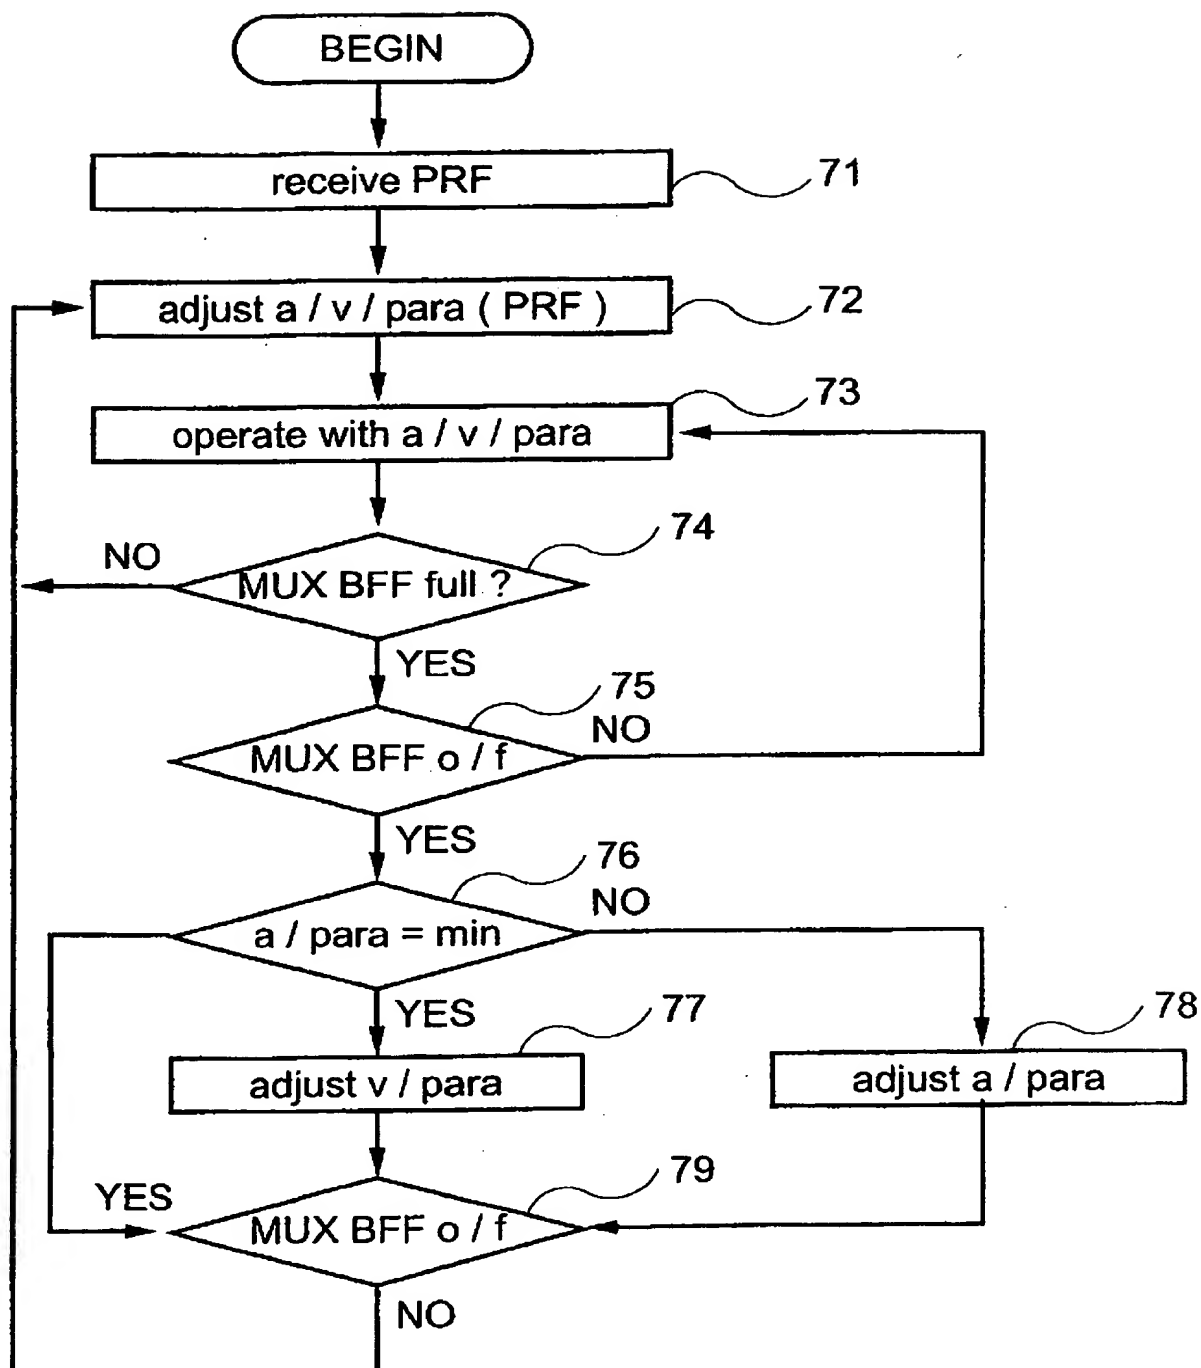 BEGIN
receive PRF
71
adjust a / v / para ( PRF )
72
73
operate with a / v / para
74
NO
MUX BFF full ?
YES
75
NO
MUX BFF o / f
YES
76
NO
a / para = min
YES
77
78
adjust v / para
adjust a / para
79
YES
MUX BFF o / f
NO